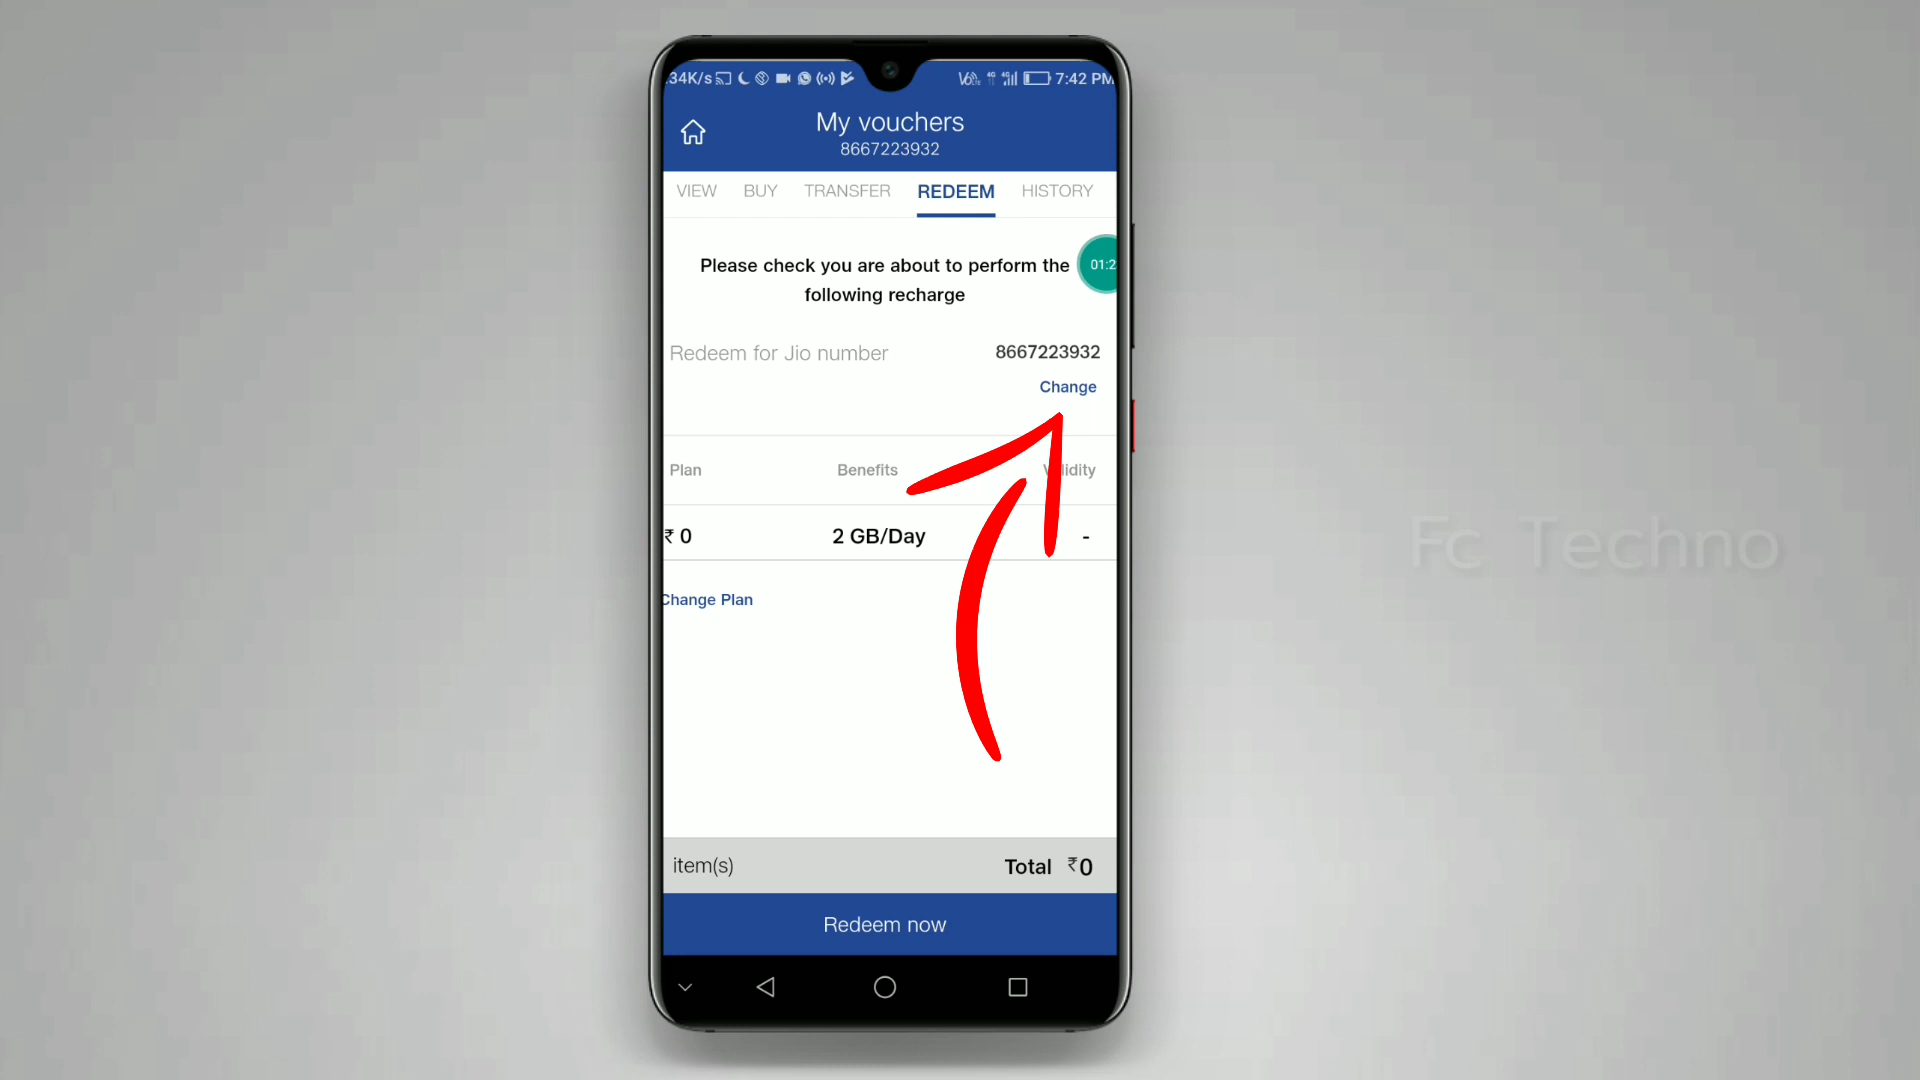 .34K/s 7:42 PM
My vouchers
8667223932
VIEW BUY TRANSFER REDEEM HISTORY
Please check you are about to perform the
following recharge
01:2
Redeem for Jio number 8667223932
Change
Plan Benefits
₹ 0 2 GB/Day -
Change Plan
Fc Techno
item(s) Total ₹0
Redeem now